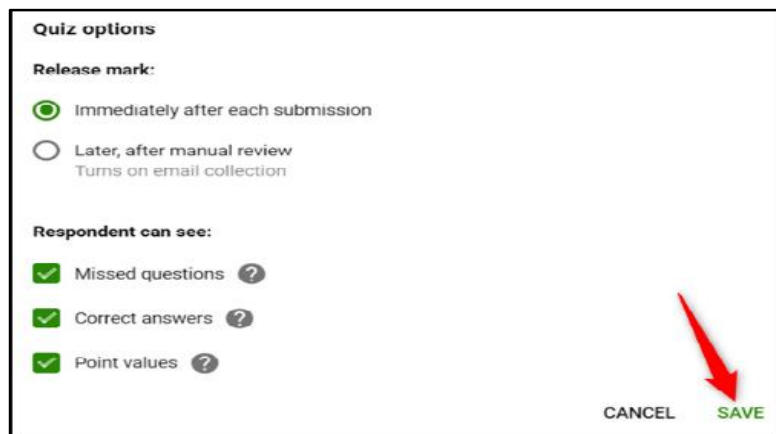 Quiz options
Release mark:
Immediately after each submission
Later, after manual review
Turns on email collection
Respondent can see:
Missed questions ?
Correct answers ?
Point values ?
CANCEL SAVE